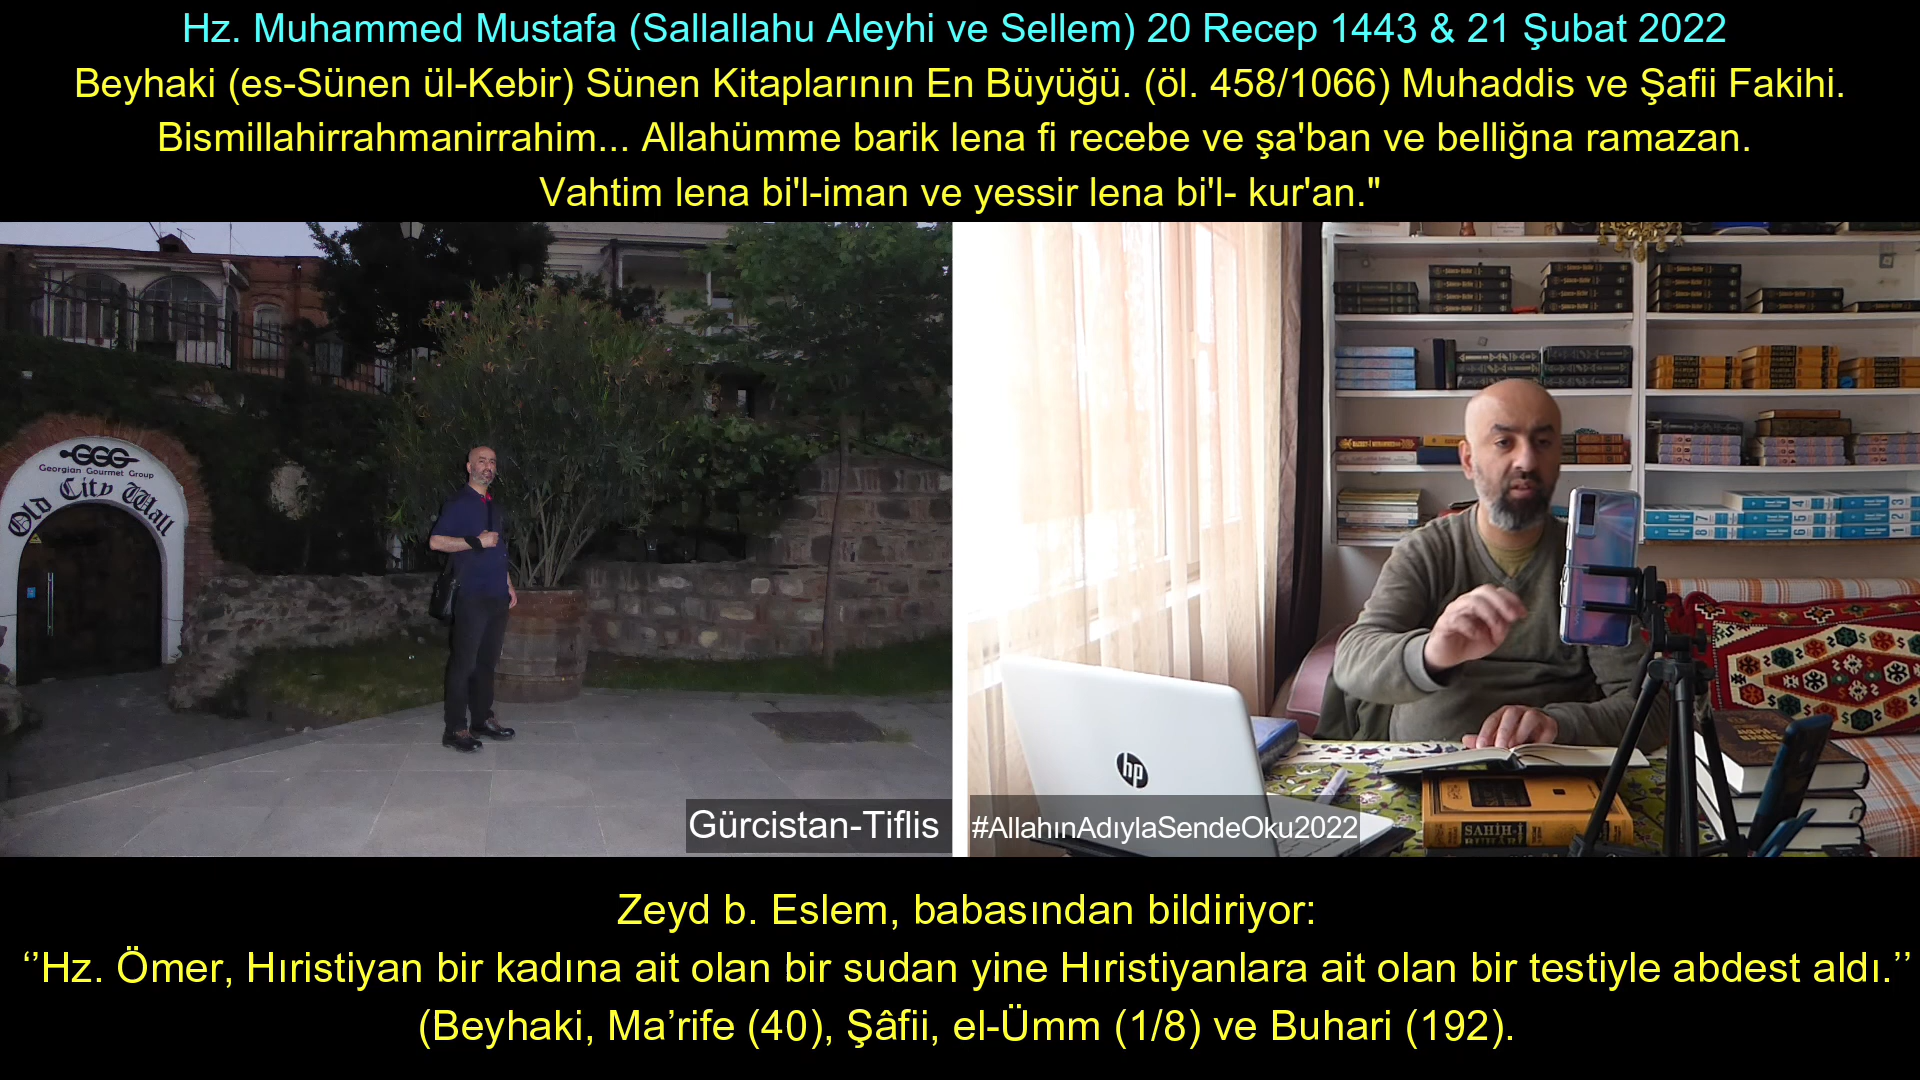 Hz. Muhammed Mustafa (Sallallahu Aleyhi ve Sellem) 20 Recep 1443 & 21 Şubat 2022
Beyhaki (es-Sünen ül-Kebir) Sünen Kitaplarının En Büyüğü. (öl. 458/1066) Muhaddis ve Şafii Fakihi.
Bismillahirrahmanirrahim... Allahümme barik lena fi recebe ve şa'ban ve belliğna ramazan.
Vahtim lena bi'l-iman ve yessir lena bi'l- kur'an."
GGG
Georgian Gourmet Group
Old City Wall
Gürcistan-Tiflis
hp
SAHİH-İ
#AllahınAdıylaSendeOku2022
Zeyd b. Eslem, babasından bildiriyor:
‘’Hz. Ömer, Hıristiyan bir kadına ait olan bir sudan yine Hıristiyanlara ait olan bir testiyle abdest aldı.’’
(Beyhaki, Ma’rife (40), Şâfii, el-Ümm (1/8) ve Buhari (192).